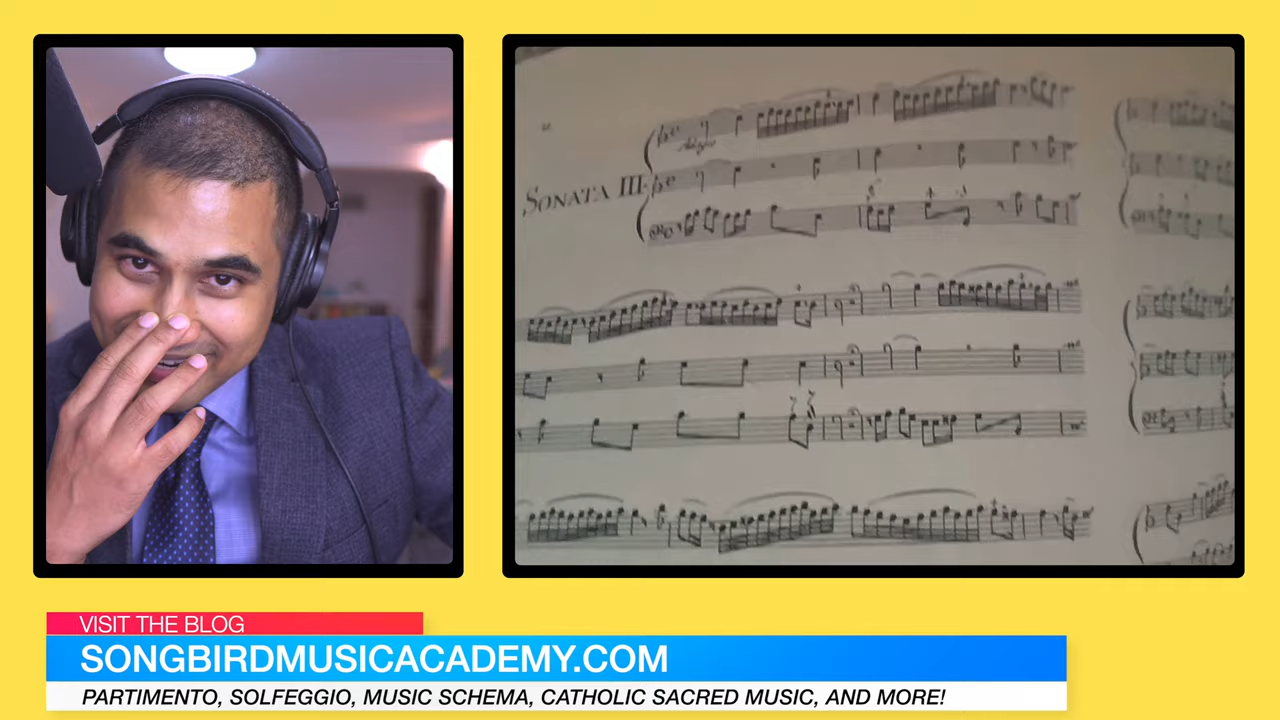 Adagio
SONATA III.
VISIT THE BLOG
SONGBIRDMUSICACADEMY.COM
PARTIMENTO, SOLFEGGIO, MUSIC SCHEMA, CATHOLIC SACRED MUSIC, AND MORE!